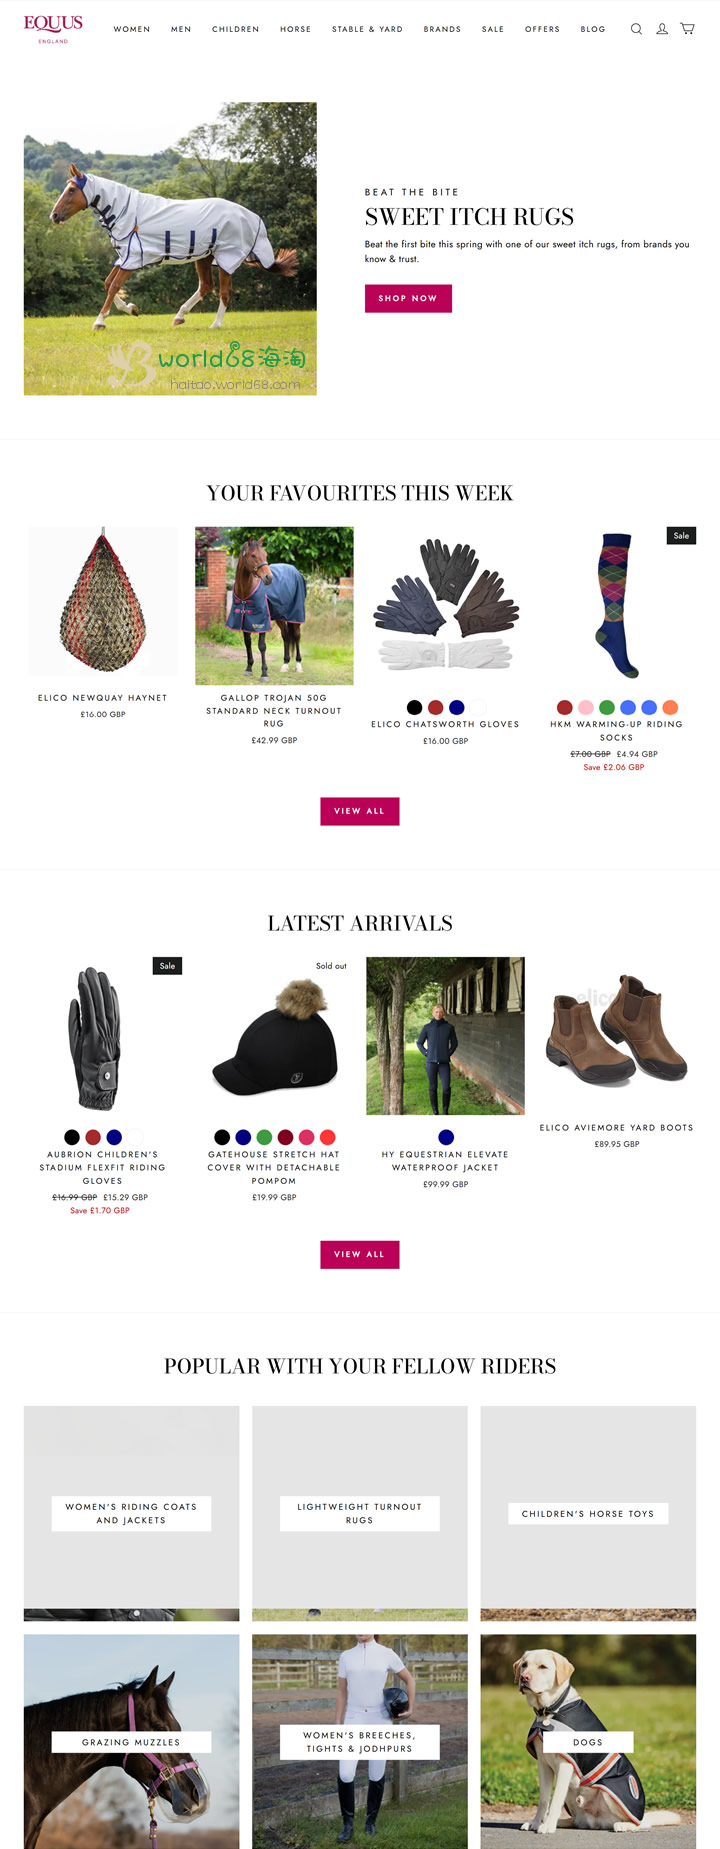 EQUUS
ENGLAND
WOMEN MEN CHILDREN HORSE STABLE & YARD BRANDS SALE OFFERS BLOG
BEAT THE BITE
SWEET ITCH RUGS
Beat the first bite this spring with one of our sweet itch rugs, from brands you
know & trust.
SHOP NOW
world68海淘
haitao.world68.com
YOUR FAVOURITES THIS WEEK
ELICO NEWQUAY HAYNET
£16.00 GBP
GALLOP TROJAN 50G
STANDARD NECK TURNOUT
RUG
£42.99 GBP
ELICO CHATSWORTH GLOVES
£16.00 GBP
Sale
HKM WARMING-UP RIDING
SOCKS
£7.00 GBP £4.94 GBP
Save £2.06 GBP
VIEW ALL
LATEST ARRIVALS
Sale
AUBRION CHILDREN'S
STADIUM FLEXFIT RIDING
GLOVES
£16.99 GBP £15.29 GBP
Save £1.70 GBP
Sold out
GATEHOUSE STRETCH HAT
COVER WITH DETACHABLE
POMPOM
£19.99 GBP
HY EQUESTRIAN ELEVATE
WATERPROOF JACKET
£99.99 GBP
elico
ELICO AVIEMORE YARD BOOTS
£89.95 GBP
VIEW ALL
POPULAR WITH YOUR FELLOW RIDERS
WOMEN'S RIDING COATS
AND JACKETS
LIGHTWEIGHT TURNOUT
RUGS
CHILDREN'S HORSE TOYS
GRAZING MUZZLES
WOMEN'S BREECHES,
TIGHTS & JODHPURS
DOGS